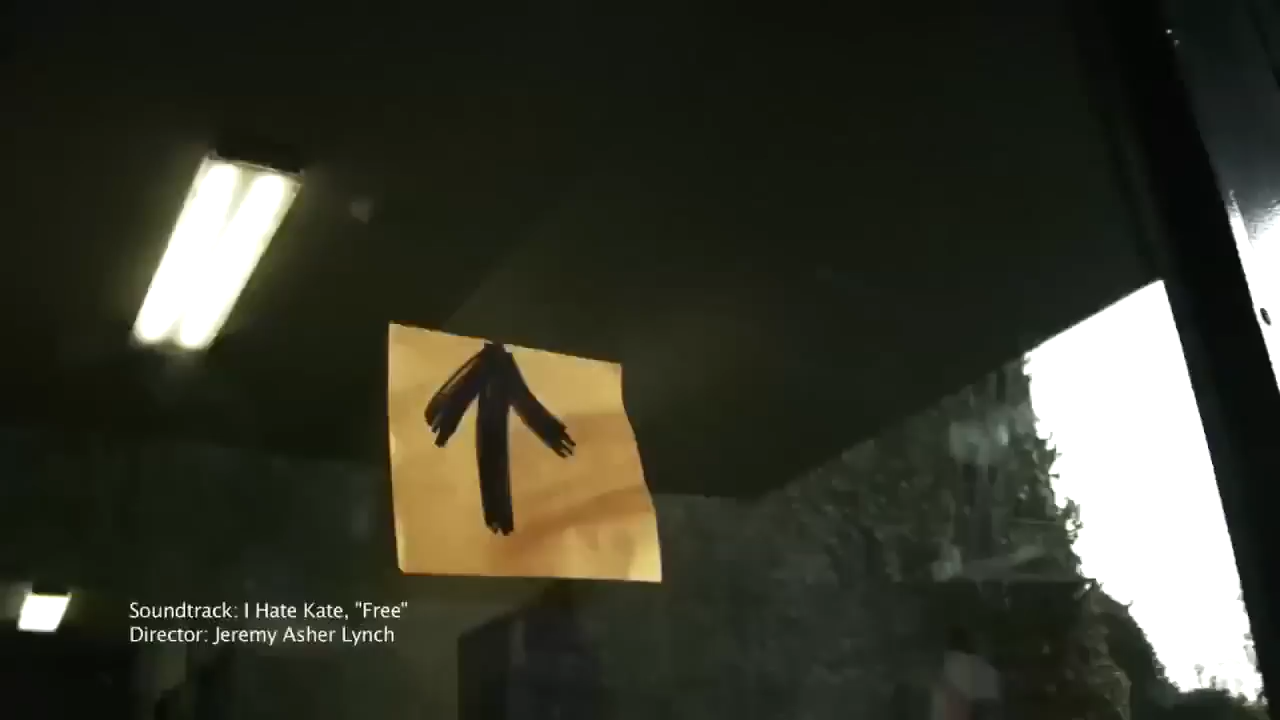 Soundtrack: I Hate Kate, "Free"
Director: Jeremy Asher Lynch